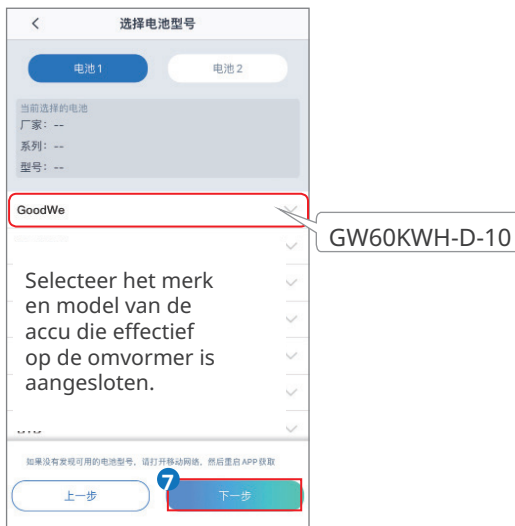 选择电池型号
电池1
电池2
当前选择的电池
厂家: --
系列: --
型号: --
GoodWe
GW60KWH-D-10
Selecteer het merk
en model van de
accu die effectief
op de omvormer is
aangesloten.
如果没有发现可用的电池型号，请打开移动网络，然后重启APP获取
7
上一步
下一步